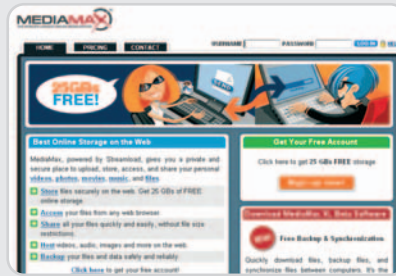 MEDIAMAX
HOME PRICING CONTACT USERNAME PASSWORD LOG IN
25GBs
FREE!
Best Online Storage on the Web
MediaMax, powered by Streamload, gives you a private and
secure place to upload, store, access, and share your personal
videos, photos, movies, music, and files
Store files securely on the web. Get 25 GBs of FREE
online storage
Access your files from any web browser
Share all your files quickly and easily, without file size
restrictions
Host videos, audio, images and more on the web.
Backup your files and data safely and reliably
Click here to get your free account!
Get Your Free Account
Click here to get 25 GBs FREE storage
Sign-up now!
Download MediaMax XL Beta Software
Free Backup & Synchronization
Quickly download files, backup files, and
synchronize files between computers. It's the